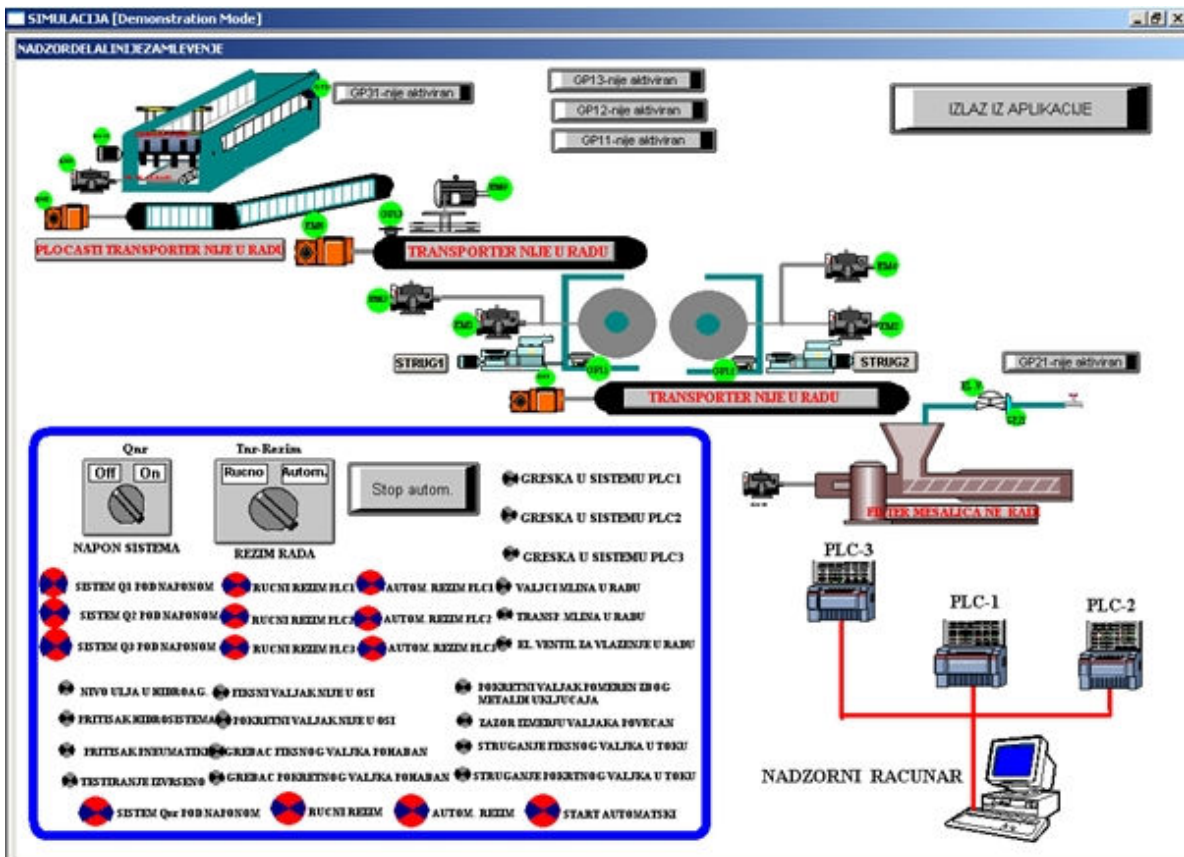 SIMULACIJA [Demonstration Mode]
NADZORDELALINIJEZAMLEVENJE
GP31-nije aktiviran
GP13-nije aktiviran
GP12-nije aktiviran
GP11-nije aktiviran
IZLAZ IZ APLIKACIJE
PLOCASTI TRANSPORTER NIJE U RADU
TRANSPORTER NIJE U RADU
STRUG1
STRUG2
GP21-nije aktiviran
TRANSPORTER NIJE U RADU
FILTER MESALICA NE RADI
Qnr
Off On
NAPON SISTEMA
Tnr-Rezim
Rucno Autom.
REZIM RADA
Stop autom.
GRESKA U SISTEMU PLC1
GRESKA U SISTEMU PLC2
GRESKA U SISTEMU PLC3
SISTEM Q1 POD NAPONOM
RUCNI REZIM PLC1
AUTOM. REZIM PLC1
VALJCI MLINA U RADU
SISTEM Q2 POD NAPONOM
RUCNI REZIM PLC2
AUTOM. REZIM PLC2
TRANSP. MLINA U RADU
SISTEM Q3 POD NAPONOM
RUCNI REZIM PLC3
AUTOM. REZIM PLC3
EL. VENTIL ZA VLAZENJE U RADU
NIVO ULJA U HIDROAG.
FIKSNI VALJAK NIJE U OSI
POKRETNI VALJAK POMEREN ZBOG
METALIH UKLJUCAJA
PRITISAK HIDROSISTEMA
POKRETNI VALJAK NIJE U OSI
ZAZOR IZMERJU VALJAKA POVECAN
PRITISAK PNEUMATIKE
GREBAC FIKSNOG VALJKA POHABAN
STRUGANJE FIKSNOG VALJKA U TOKU
TESTIRANJE IZVRSENO
GREBAC POKRETNOG VALJKA POHABAN
STRUGANJE POKRTNOG VALJKA U TOKU
SISTEM Qnr POD NAPONOM
RUCNI REZIM
AUTOM. REZIM
START AUTOMATSKI
PLC-3
PLC-1
PLC-2
NADZORNI RACUNAR